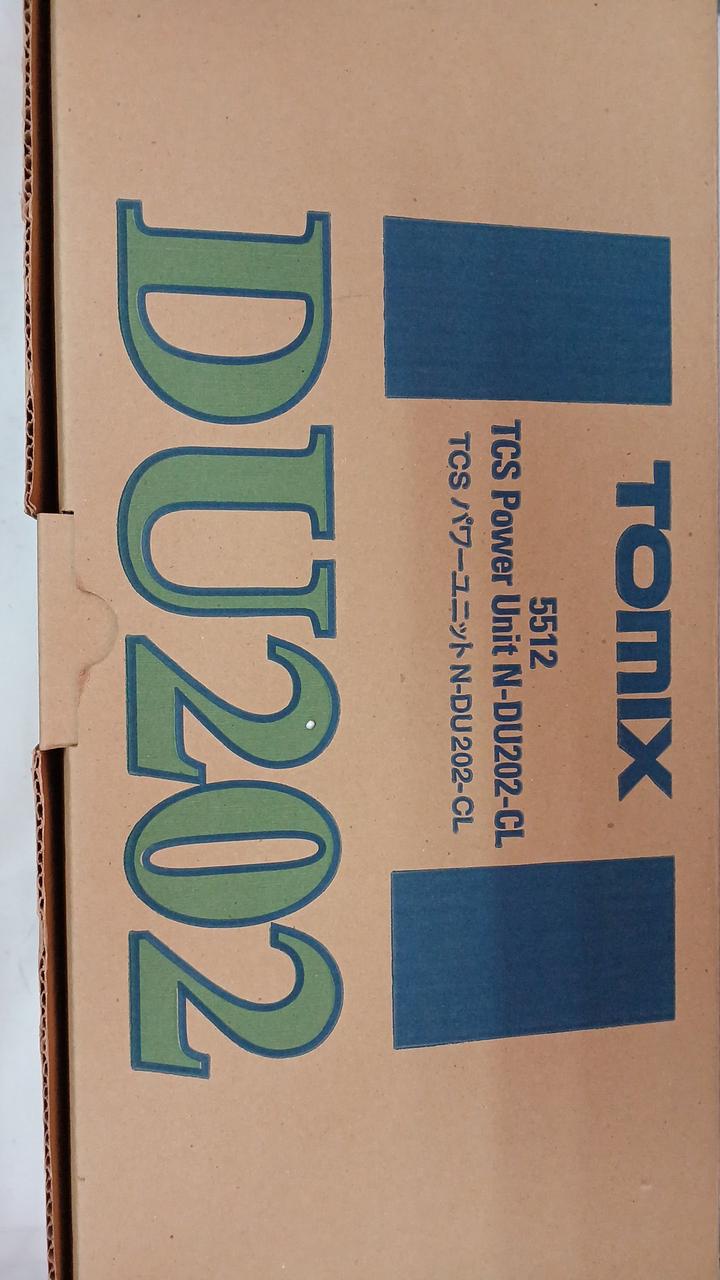 TOMIX
5512
TCS Power Unit N-DU202-CL
TCS パワーユニット N-DU202-CL
DU202